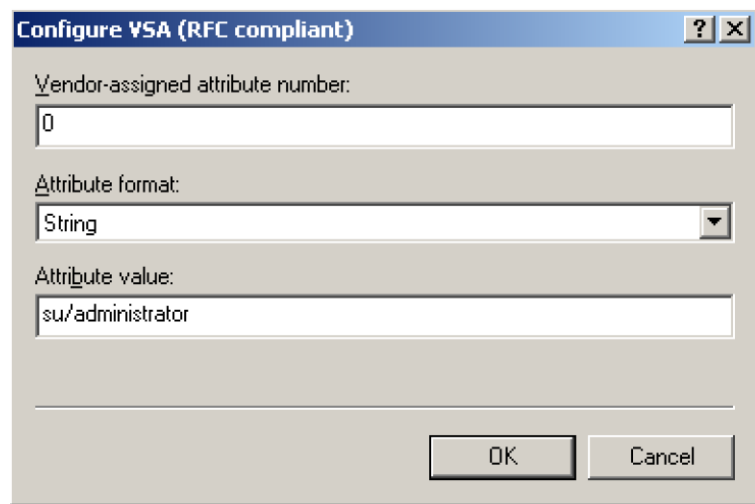 Configure VSA (RFC compliant)
Vendor-assigned attribute number:
0
Attribute format:
String
Attribute value:
su/administrator
OK Cancel